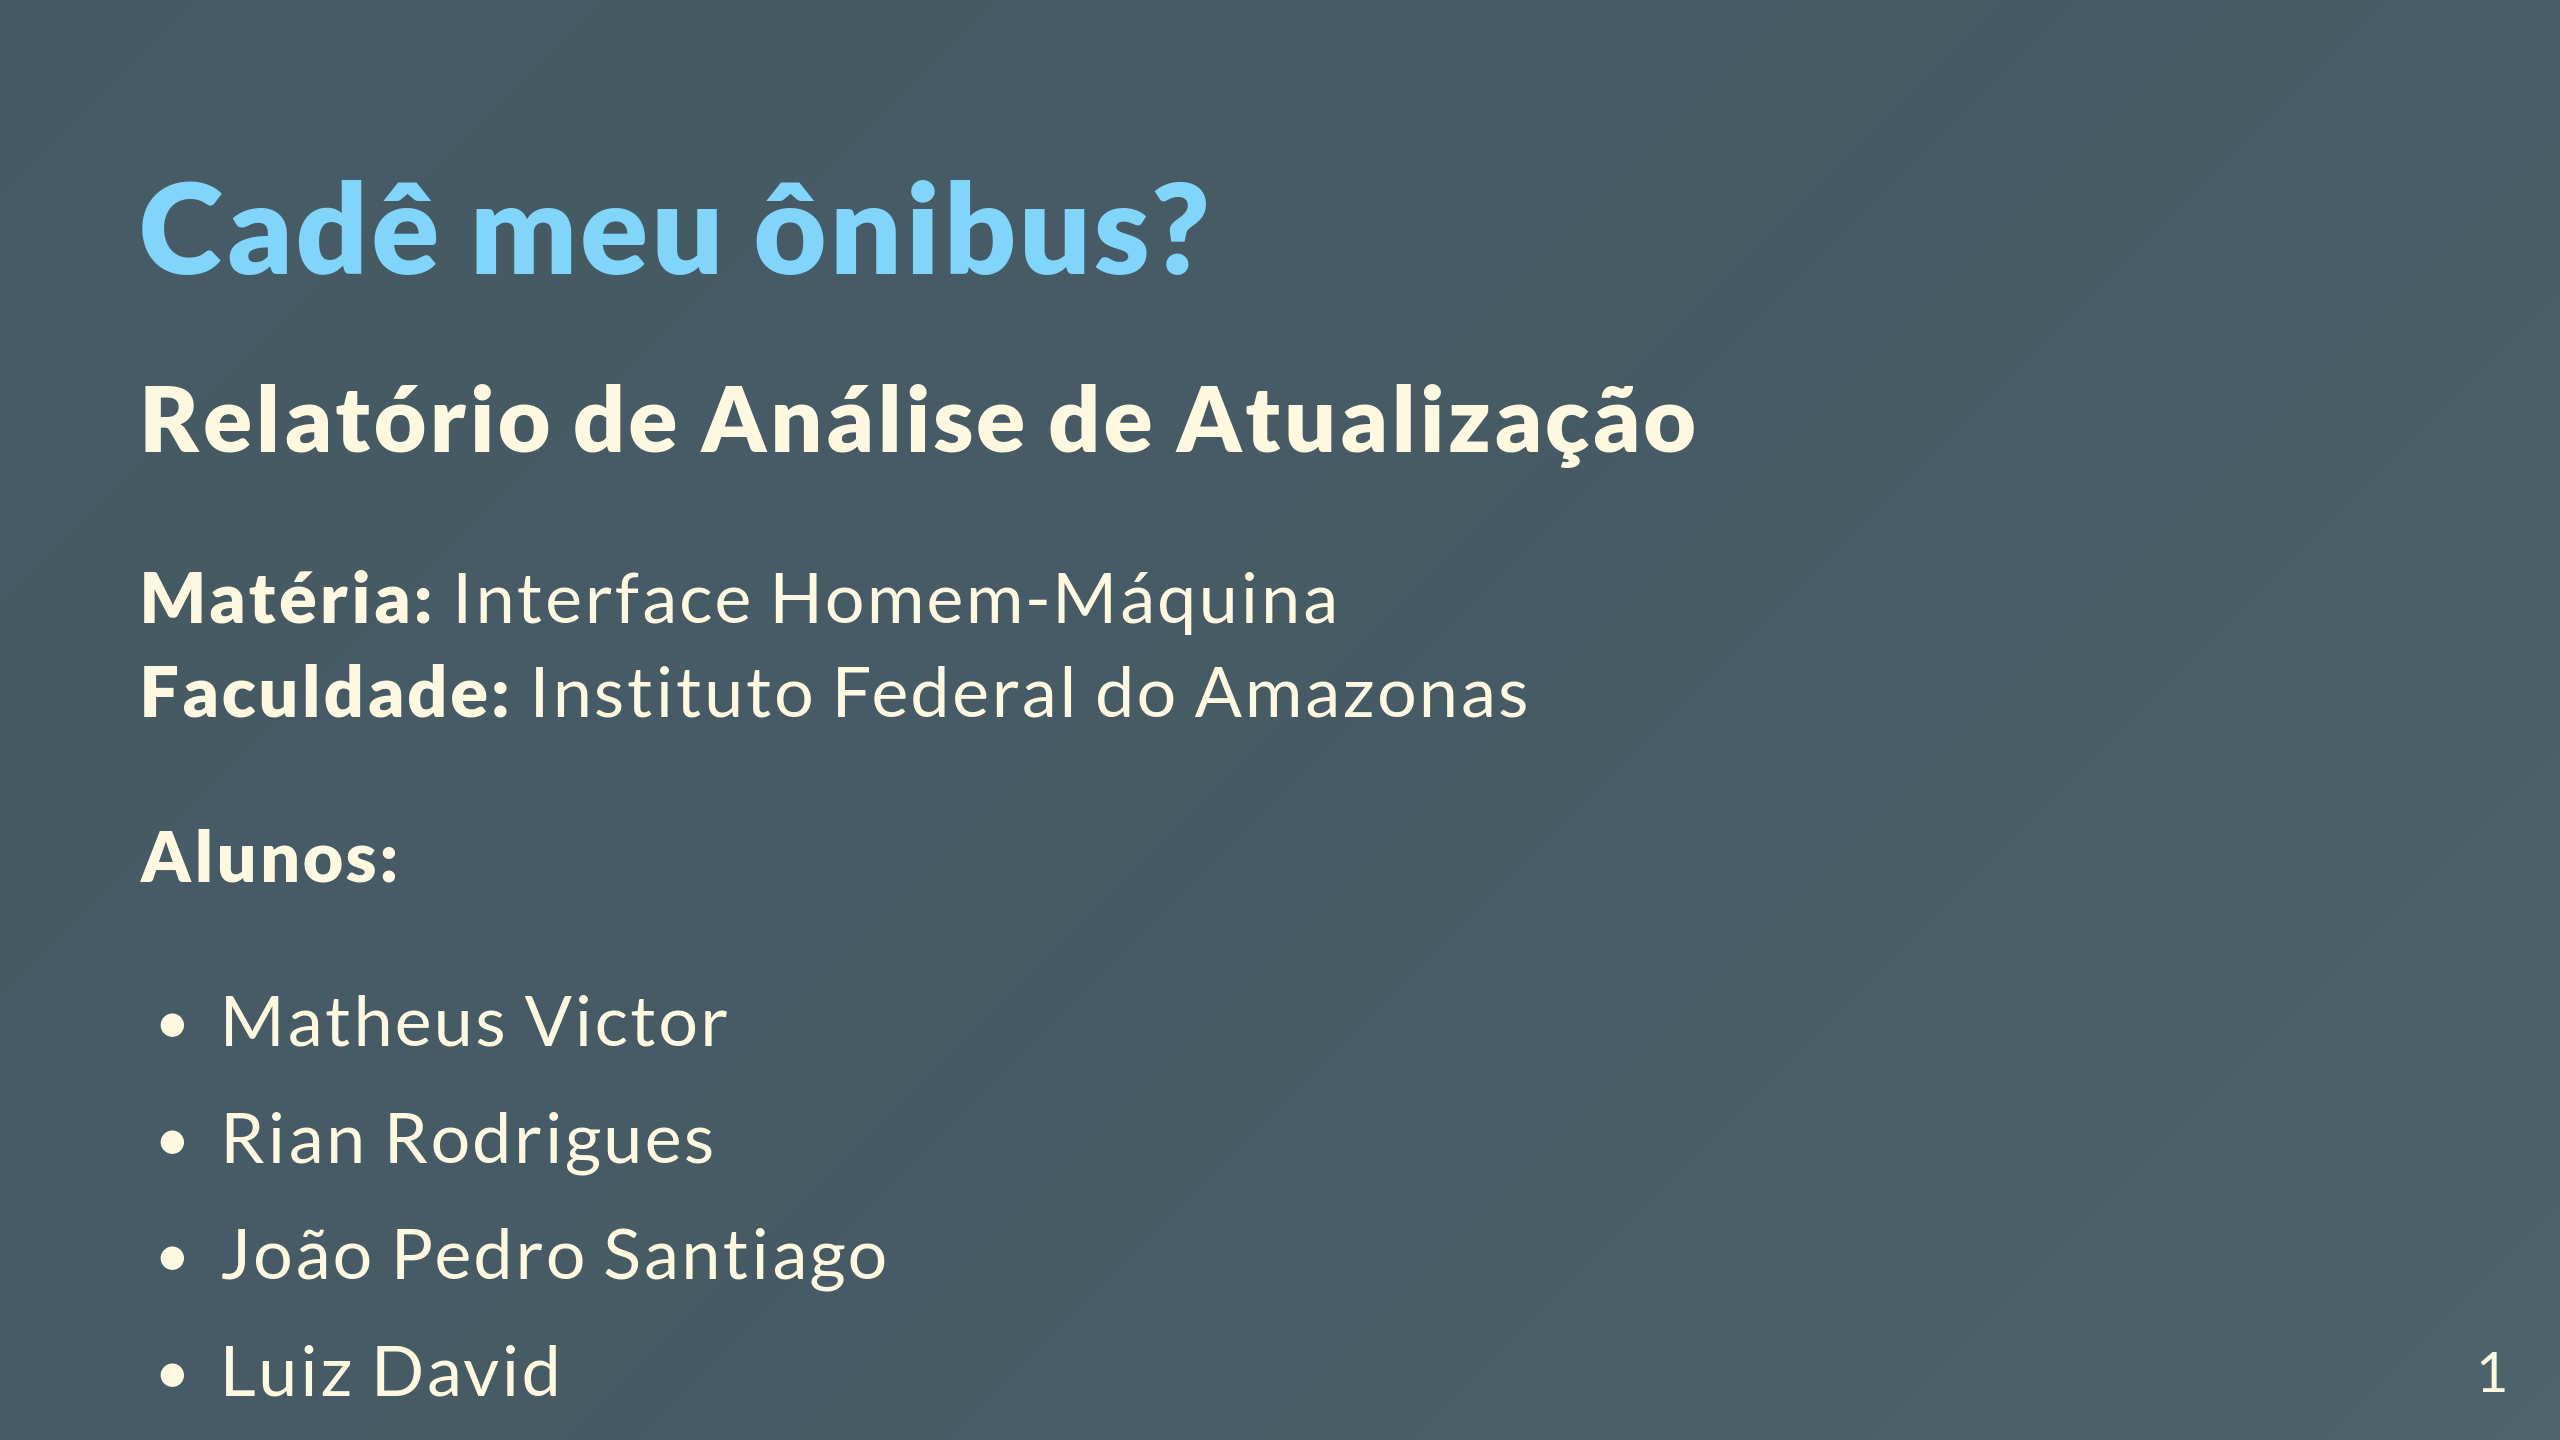 Cadê meu ônibus?
Relatório de Análise de Atualização
Matéria: Interface Homem-Máquina
Faculdade: Instituto Federal do Amazonas
Alunos:
• Matheus Victor
• Rian Rodrigues
• João Pedro Santiago
• Luiz David
1